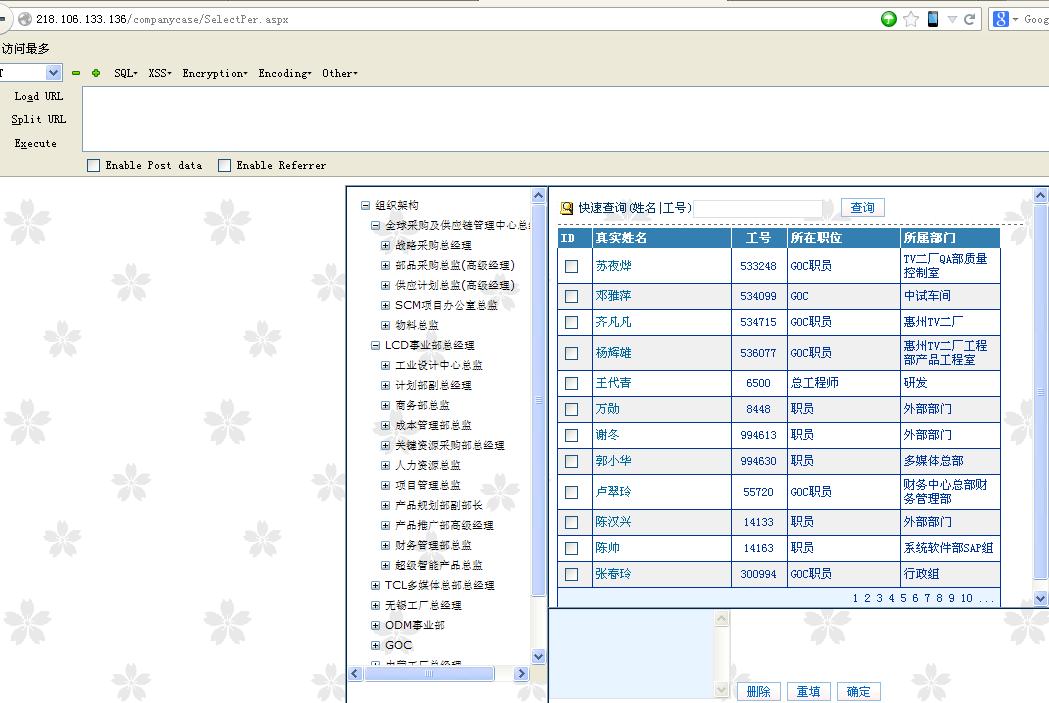 218.106.133.136/companycase/SelectPer.aspx
Goog
访问最多
T
SQL▾ XSS▾ Encryption▾ Encoding▾ Other▾
Load URL
Split URL
Execute
Enable Post data Enable Referrer
组织架构
全球采购及供应链管理中心总
战略采购总经理
部品采购总监(高级经理)
供应计划总监(高级经理)
SCM项目办公室总监
物料总监
LCD事业部总经理
工业设计中心总监
计划部副总经理
商务部总监
成本管理部总监
关键资源采购部总经理
人力资源总监
项目管理总监
产品规划部副部长
产品推广部高级经理
财务管理部总监
超级智能产品总监
TCL多媒体总部总经理
无锡工厂总经理
ODM事业部
GOC
内蒙工厂总经理
快速查询(姓名|工号) 查询
ID 真实姓名 工号 所在职位 所属部门
苏夜烨 533248 GOC职员 TV二厂QA部质量控制室
邓雅萍 534099 GOC 中试车间
齐凡凡 534715 GOC职员 惠州TV二厂
杨辉雄 536077 GOC职员 惠州TV二厂工程部产品工程室
王代青 6500 总工程师 研发
万勋 8448 职员 外部部门
谢冬 994613 职员 外部部门
郭小华 994630 职员 多媒体总部
卢翠玲 55720 GOC职员 财务中心总部财务管理部
陈汉兴 14133 职员 外部部门
陈帅 14163 职员 系统软件部SAP组
张春玲 300994 GOC职员 行政组
1 2 3 4 5 6 7 8 9 10 ...
删除 重填 确定